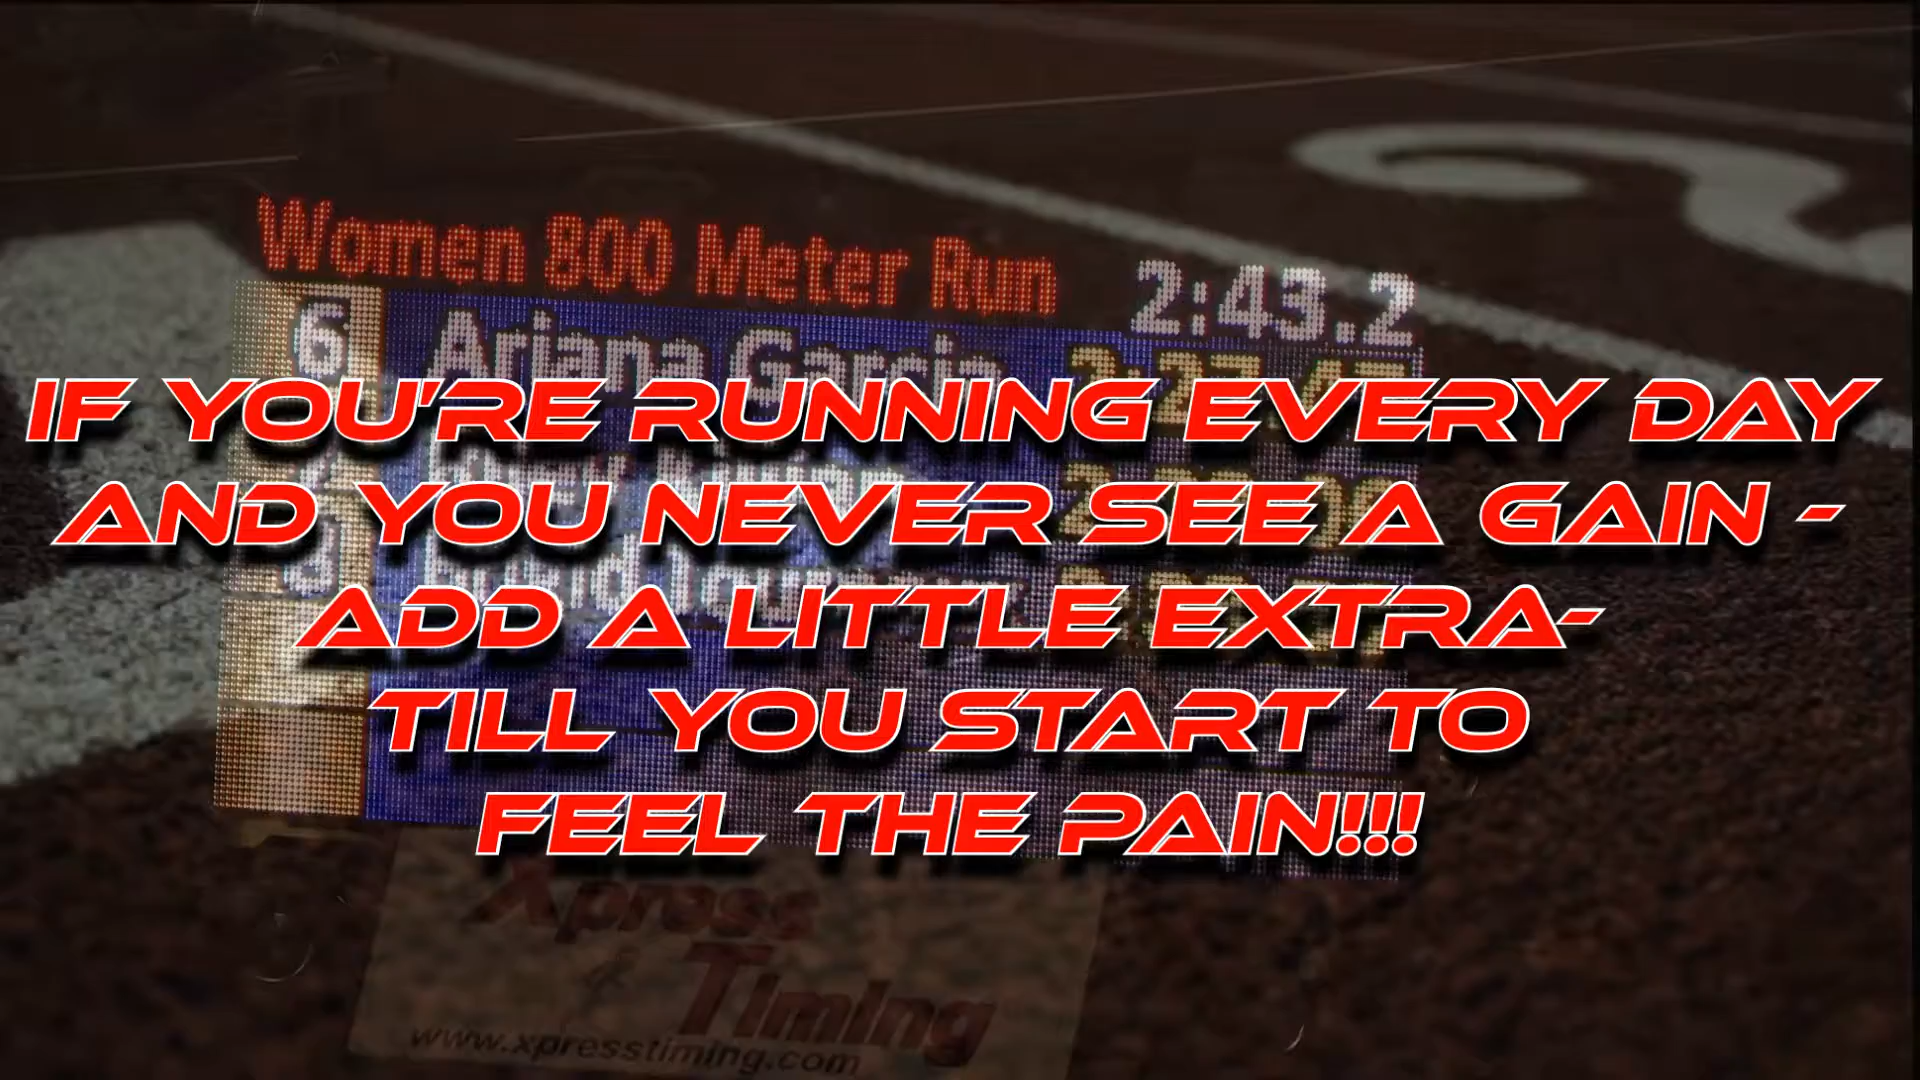 Women 800 Meter Run 2:43.2
6 Ariana Garcia
IF YOU'RE RUNNING EVERY DAY
AND YOU NEVER SEE A GAIN -
ADD A LITTLE EXTRA-
TILL YOU START TO
FEEL THE PAIN!!!
Xpress
Timing
www.xpresstiming.com